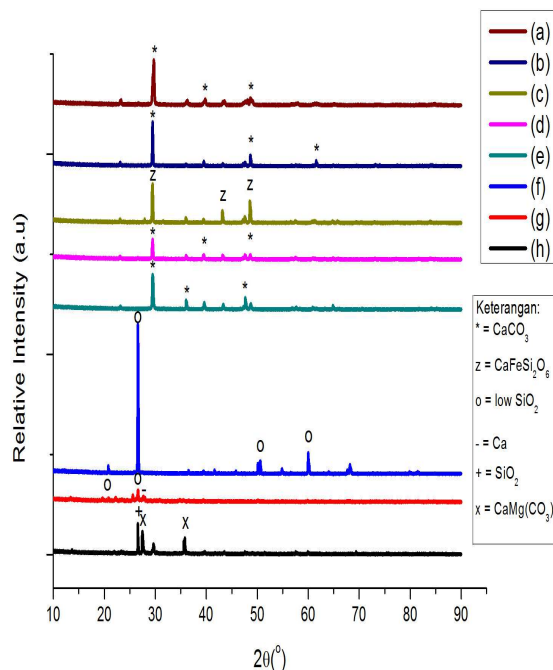 Relative Intensity (a.u)
*
*
*
*
*
*
z
z
z
*
*
*
*
*
*
o
o
o
o
o
-
+
x
x
10 20 30 40 50 60 70 80 90
2θ(°)
(a)
(b)
(c)
(d)
(e)
(f)
(g)
(h)
Keterangan:
* = CaCO₃
z = CaFeSi₂O₆
o = low SiO₂
- = Ca
+ = SiO₂
x = CaMg(CO₃)